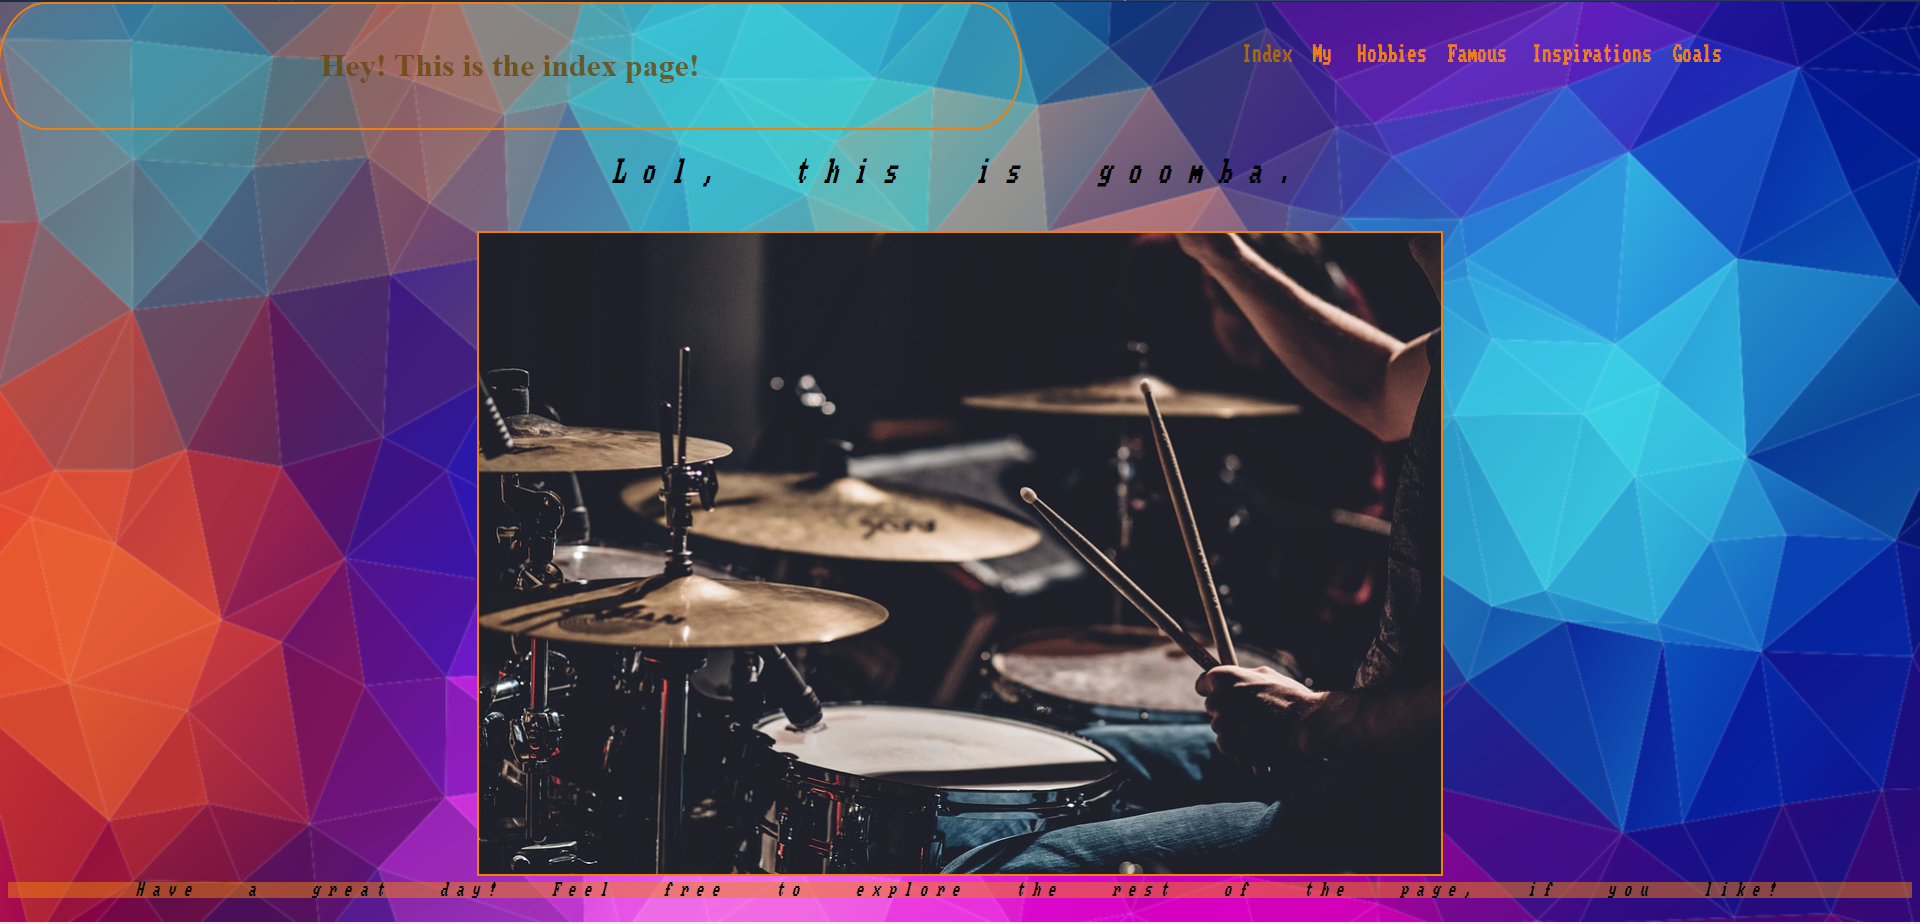 Hey! This is the index page!
Index My Hobbies Famous Inspirations Goals
Lol, this is goomba.
Have a great day! Feel free to explore the rest of the page, if you like!